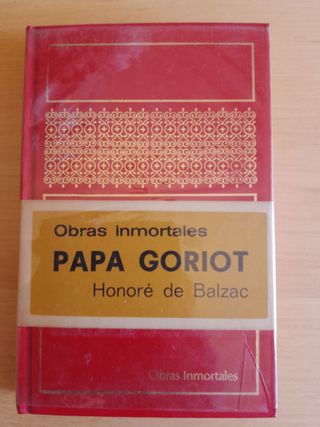 Obras Inmortales
PAPA GORIOT
Honoré de Balzac
Obras Inmortales